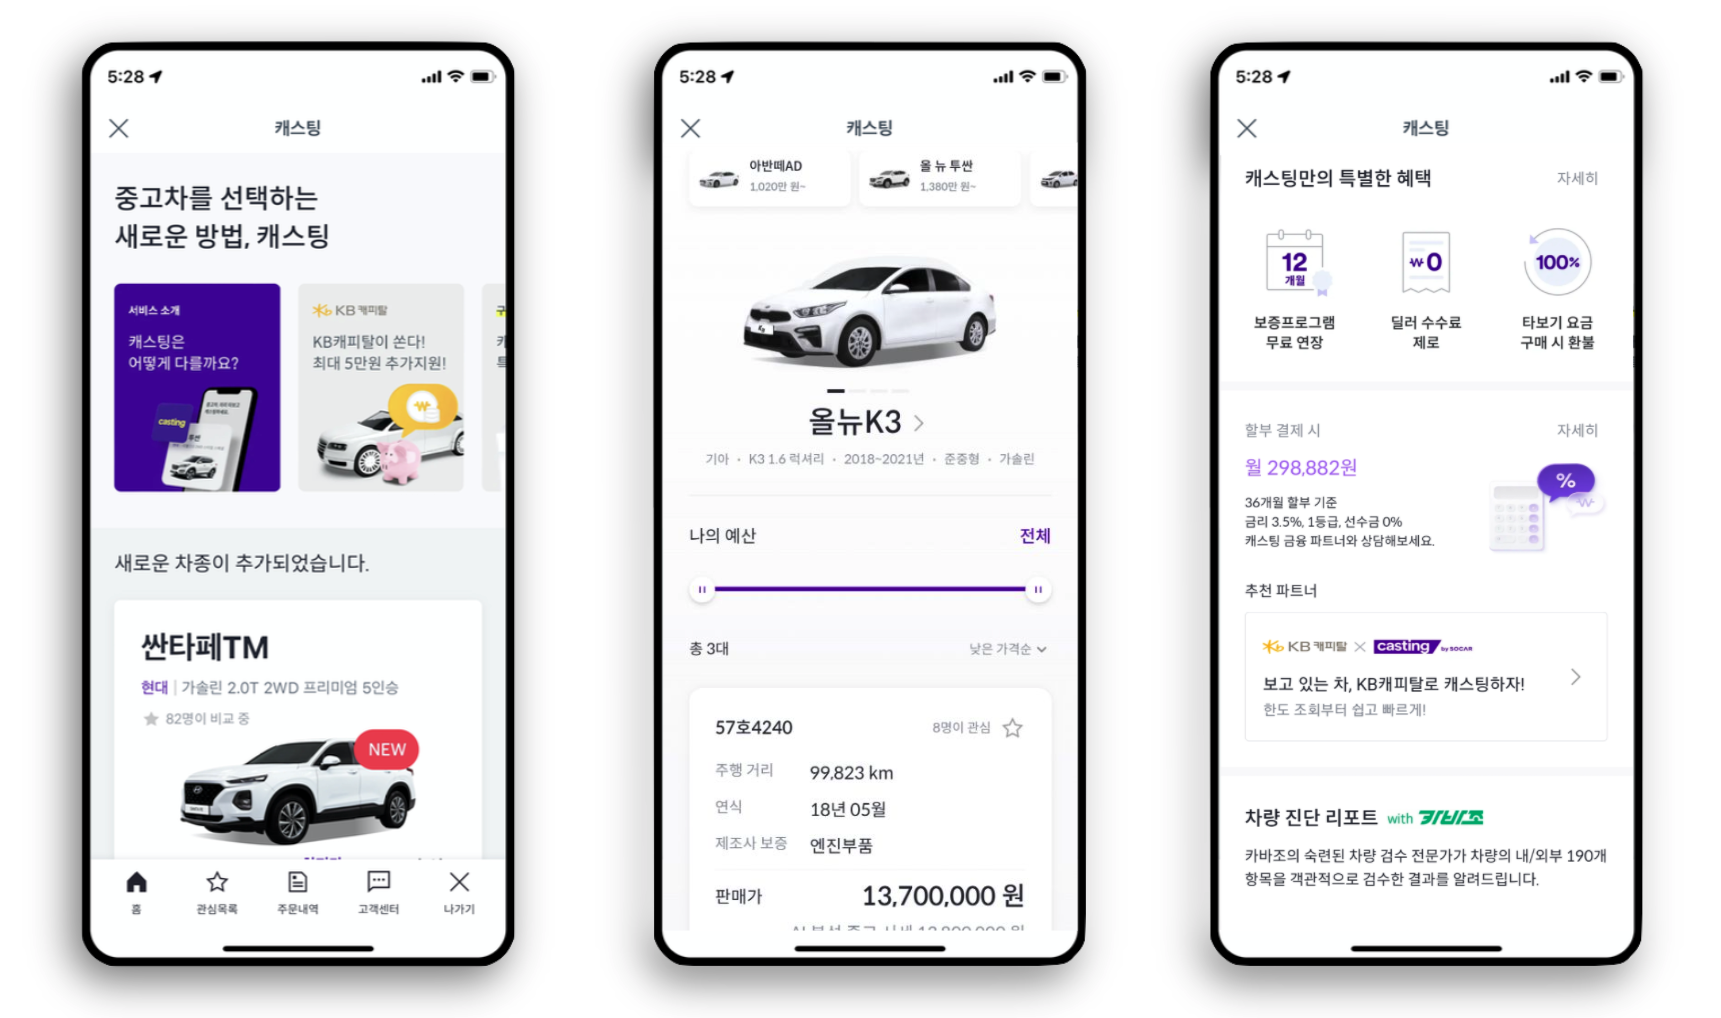 5:28
캐스팅
중고차를 선택하는
새로운 방법, 캐스팅
서비스 소개
캐스팅은
어떻게 다를까요?
casting
KB 캐피탈
KB캐피탈이 쏜다!
최대 5만원 추가지원!
새로운 차종이 추가되었습니다.
싼타페TM
현대 | 가솔린 2.0T 2WD 프리미엄 5인승
82명이 비교 중
NEW
홈
관심목록
주문내역
고객센터
나가기
5:28
캐스팅
아반떼AD
1,020만 원~
올 뉴 투싼
1,380만 원~
올뉴K3
기아 · K3 1.6 럭셔리 · 2018~2021년 · 준중형 · 가솔린
나의 예산 전체
총 3대 낮은 가격순
57호4240 8명이 관심
주행 거리 99,823 km
연식 18년 05월
제조사 보증 엔진부품
판매가 13,700,000 원
5:28
캐스팅
캐스팅만의 특별한 혜택 자세히
12
개월
₩0
100%
보증프로그램
무료 연장
딜러 수수료
제로
타보기 요금
구매 시 환불
할부 결제 시 자세히
월 298,882원
36개월 할부 기준
금리 3.5%, 1등급, 선수금 0%
캐스팅 금융 파트너와 상담해보세요.
%
₩
추천 파트너
KB 캐피탈 × casting by SOCAR
보고 있는 차, KB캐피탈로 캐스팅하자!
한도 조회부터 쉽고 빠르게!
차량 진단 리포트 with 카바조
카바조의 숙련된 차량 검수 전문가가 차량의 내/외부 190개
항목을 객관적으로 검수한 결과를 알려드립니다.